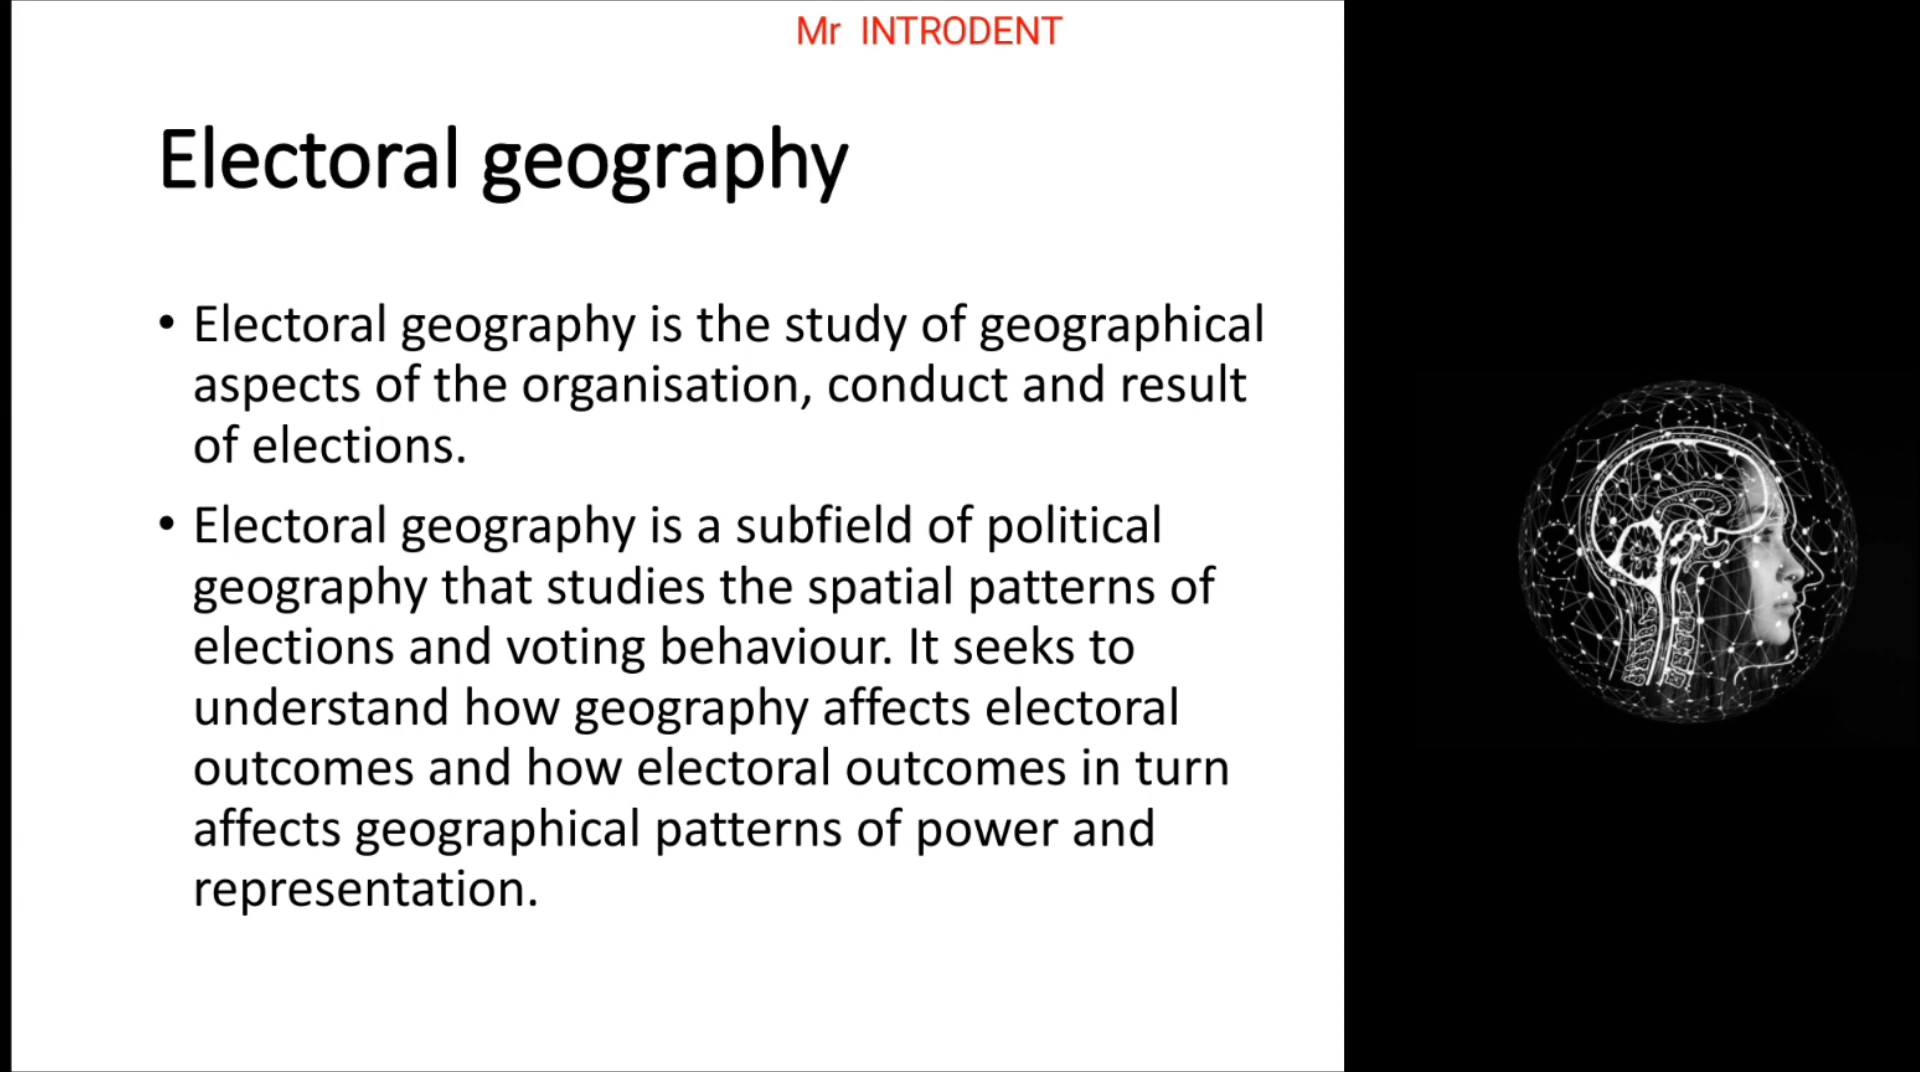 Mr INTRODENT
Electoral geography
• Electoral geography is the study of geographical
aspects of the organisation, conduct and result
of elections.
• Electoral geography is a subfield of political
geography that studies the spatial patterns of
elections and voting behaviour. It seeks to
understand how geography affects electoral
outcomes and how electoral outcomes in turn
affects geographical patterns of power and
representation.